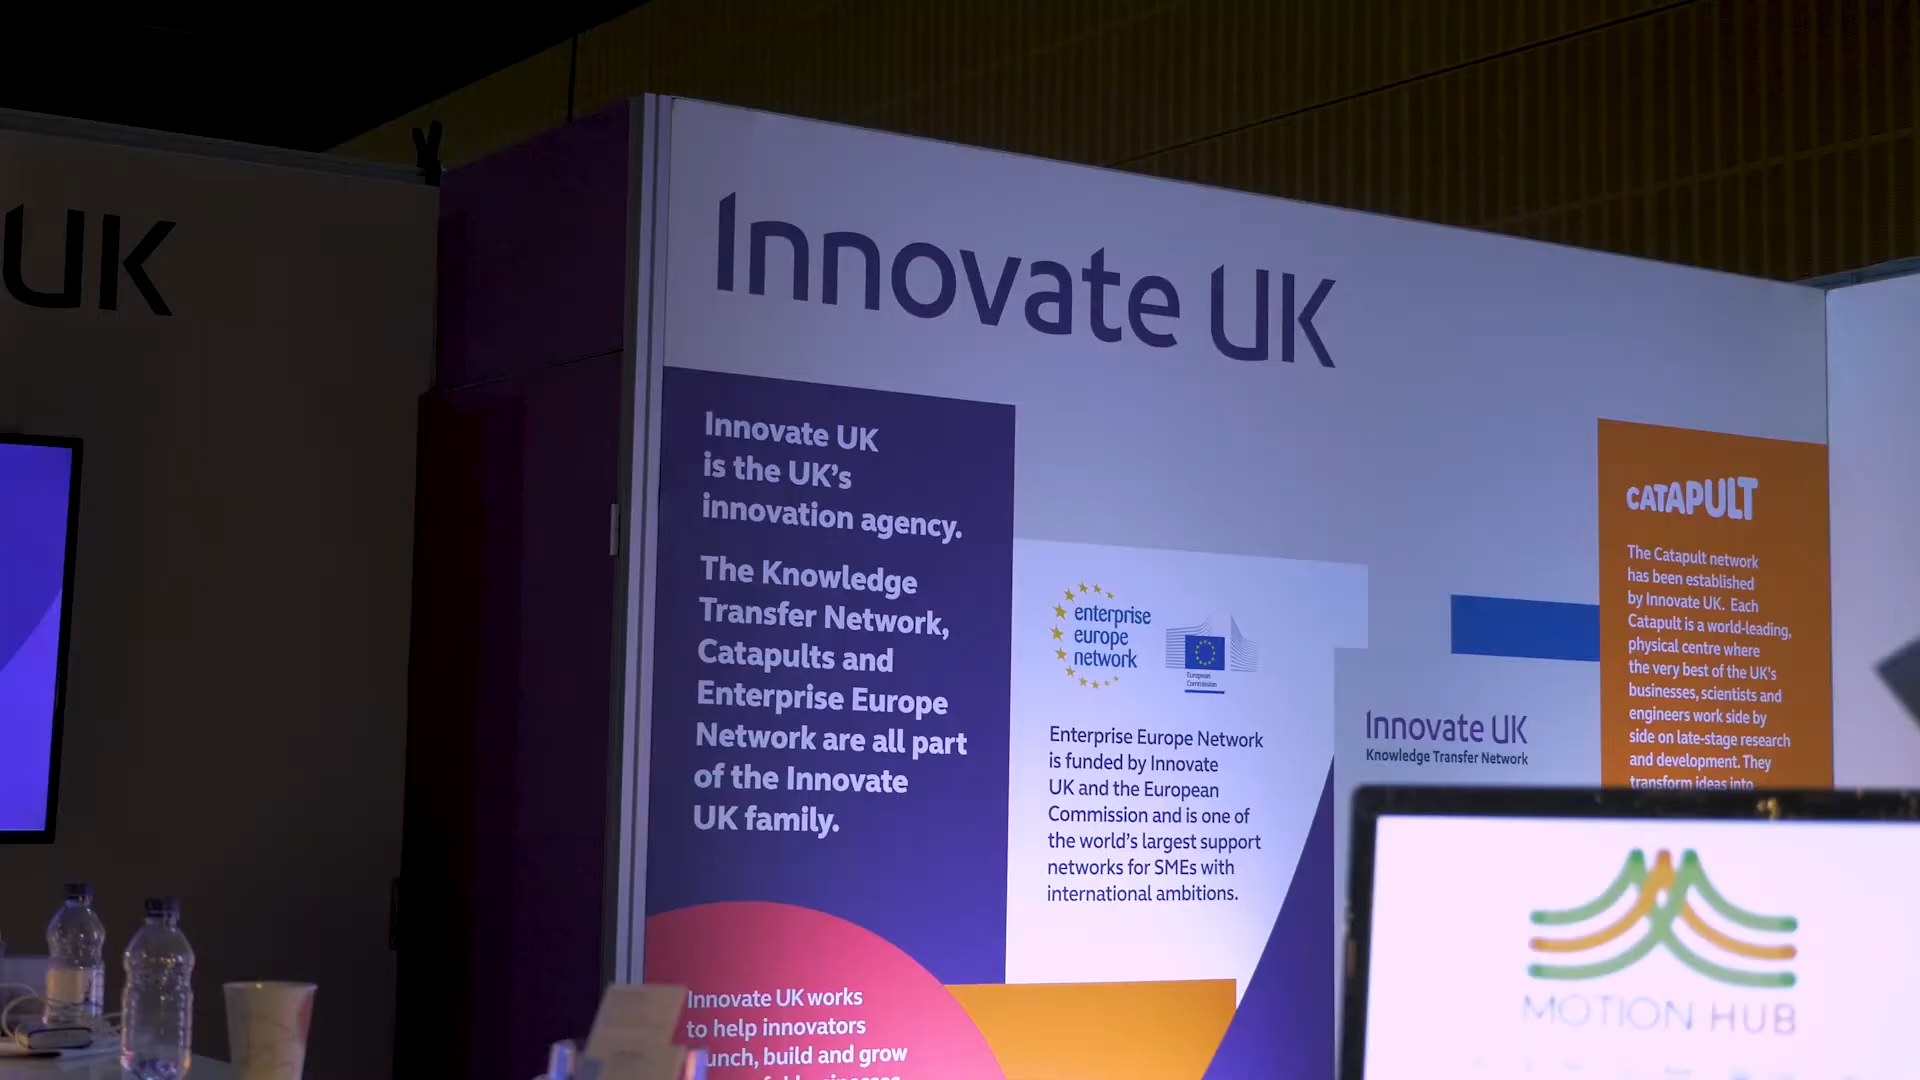 UK
Innovate UK
Innovate UK
is the UK's
innovation agency.
The Knowledge
Transfer Network,
Catapults and
Enterprise Europe
Network are all part
of the Innovate
UK family.
Innovate UK works
to help innovators
unch, build and grow
enterprise
europe
network
European
Commission
Enterprise Europe Network
is funded by Innovate
UK and the European
Commission and is one of
the world's largest support
networks for SMEs with
international ambitions.
Innovate UK
Knowledge Transfer Network
CATAPULT
The Catapult network
has been established
by Innovate UK. Each
Catapult is a world-leading,
physical centre where
the very best of the UK's
businesses, scientists and
engineers work side by
side on late-stage research
and development. They
transform ideas into
MOTION HUB